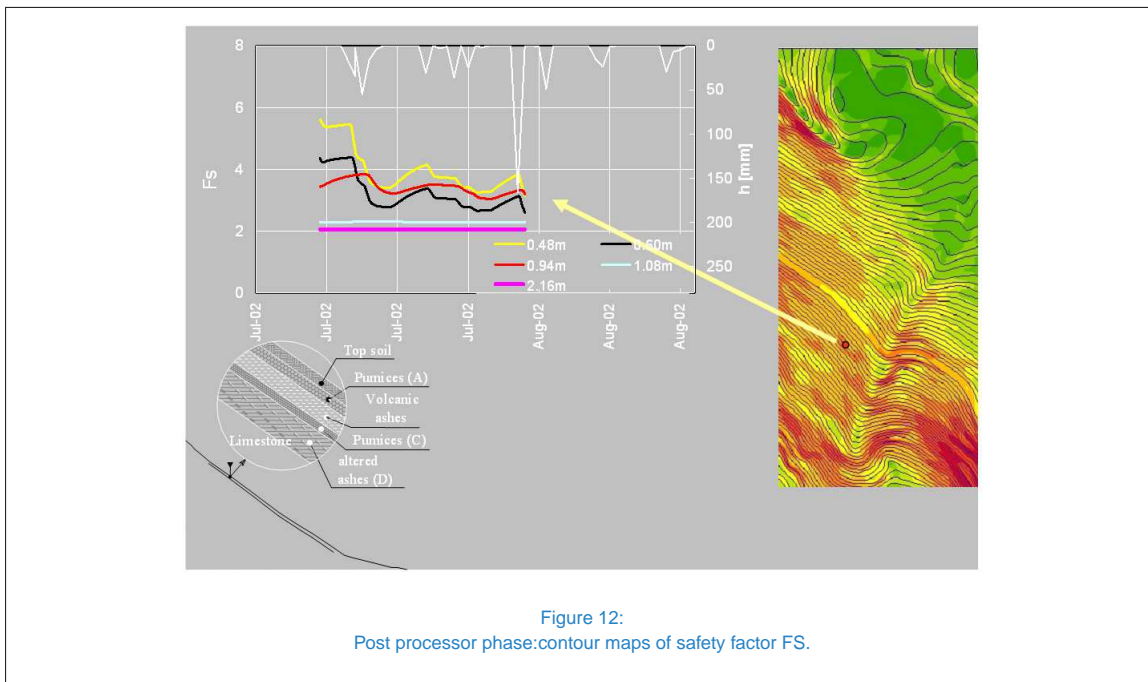 8
6
4
2
0
Fs
0
50
100
150
200
250
h [mm]
0.48m
0.60m
0.94m
1.08m
2.16m
Jul-02
Jul-02
Jul-02
Jul-02
Aug-02
Aug-02
Aug-02
Top soil
Pumices (A)
Volcanic
ashes
Limestone
Pumices (C)
altered
ashes (D)
Figure 12:
Post processor phase:contour maps of safety factor FS.